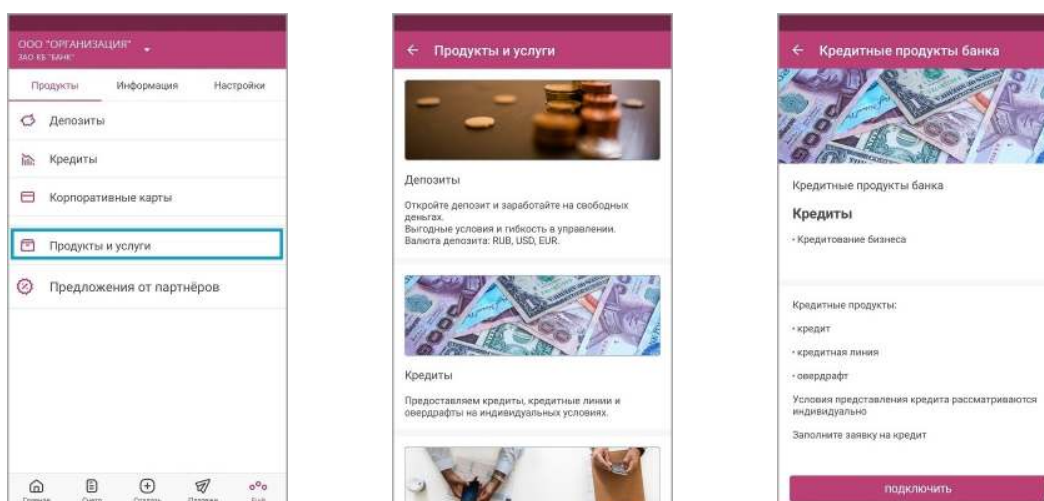 ООО "ОРГАНИЗАЦИЯ"
ЗАО КБ "БАНК"
Продукты
Информация
Настройки
Депозиты
Кредиты
Корпоративные карты
Продукты и услуги
Предложения от партнёров
Главная
Счета
Создать
Платежи
Ещё
Продукты и услуги
Депозиты
Откройте депозит и заработайте на свободных
деньгах.
Выгодные условия и гибкость в управлении.
Валюта депозита: RUB, USD, EUR.
Кредиты
Предоставляем кредиты, кредитные линии и
овердрафты на индивидуальных условиях.
Кредитные продукты банка
Кредитные продукты банка
Кредиты
- Кредитование бизнеса
Кредитные продукты:
- кредит
- кредитная линия
- овердрафт
Условия представления кредита рассматриваются
индивидуально
Заполните заявку на кредит
ПОДКЛЮЧИТЬ